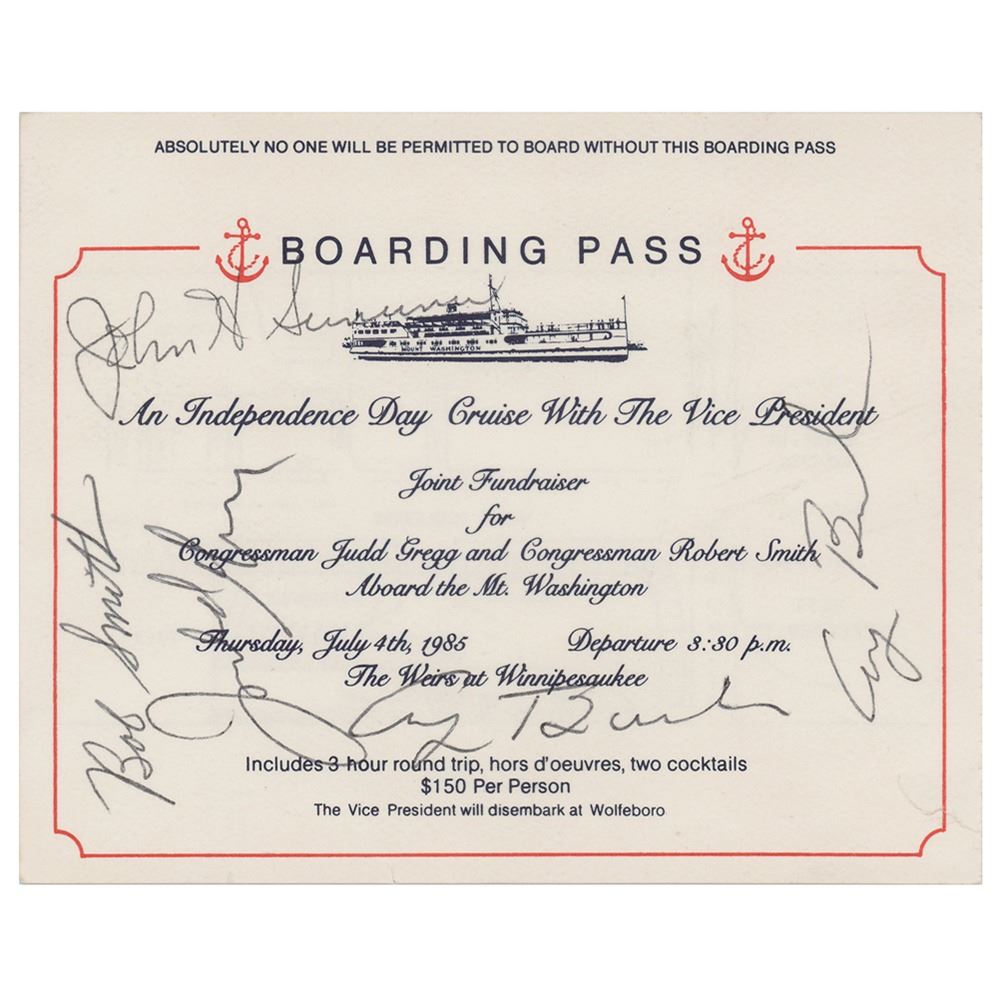 ABSOLUTELY NO ONE WILL BE PERMITTED TO BOARD WITHOUT THIS BOARDING PASS
BOARDING PASS
John H Sununu
MOUNT WASHINGTON
An Independence Day Cruise With The Vice President
Joint Fundraiser
for
Congressman Judd Gregg and Congressman Robert Smith
Aboard the Mt. Washington
Thursday, July 4th, 1985 Departure 3:30 p.m.
The Weirs at Winnipesaukee
Includes 3 hour round trip, hors d'oeuvres, two cocktails
$150 Per Person
The Vice President will disembark at Wolfeboro
Bob Smith
Judd Gregg